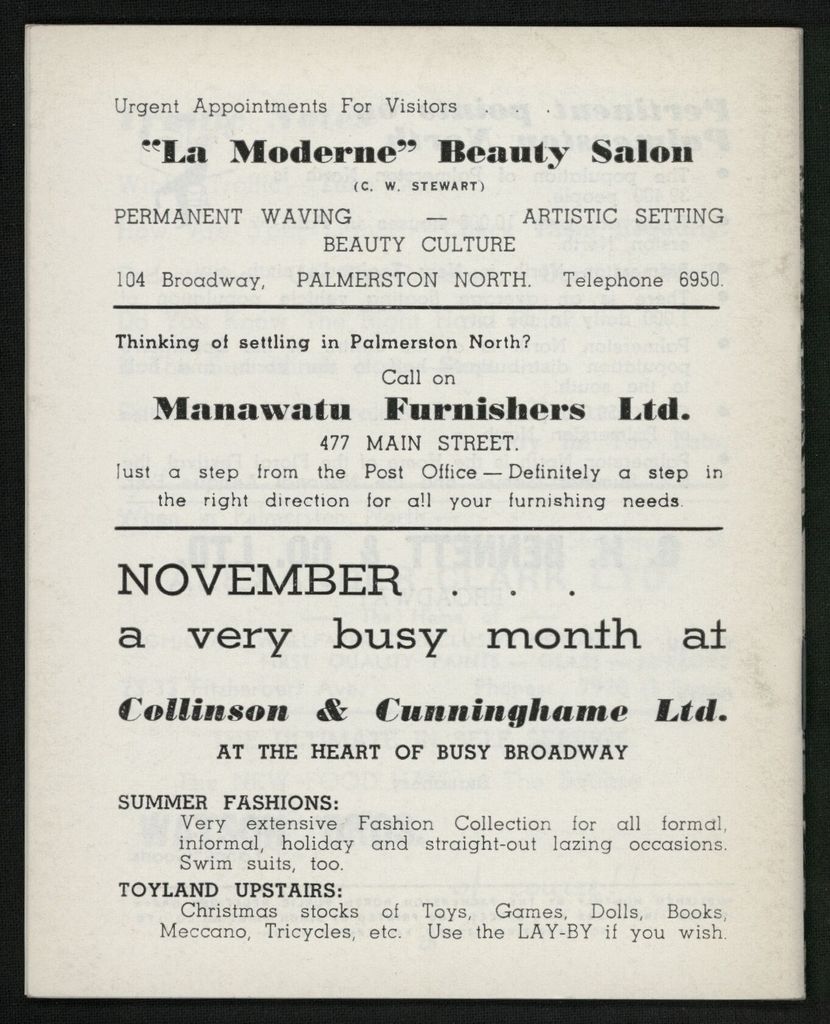 Urgent Appointments For Visitors . . .
"La Moderne" Beauty Salon
(C. W. STEWART)
PERMANENT WAVING — ARTISTIC SETTING
BEAUTY CULTURE
104 Broadway, PALMERSTON NORTH. Telephone 6950.
Thinking of settling in Palmerston North?
Call on
Manawatu Furnishers Ltd.
477 MAIN STREET.
Just a step from the Post Office — Definitely a step in
the right direction for all your furnishing needs.
NOVEMBER . . .
a very busy month at
Collinson & Cunninghame Ltd.
AT THE HEART OF BUSY BROADWAY
SUMMER FASHIONS:
Very extensive Fashion Collection for all formal,
informal, holiday and straight-out lazing occasions.
Swim suits, too.
TOYLAND UPSTAIRS:
Christmas stocks of Toys, Games, Dolls, Books,
Meccano, Tricycles, etc. Use the LAY-BY if you wish.